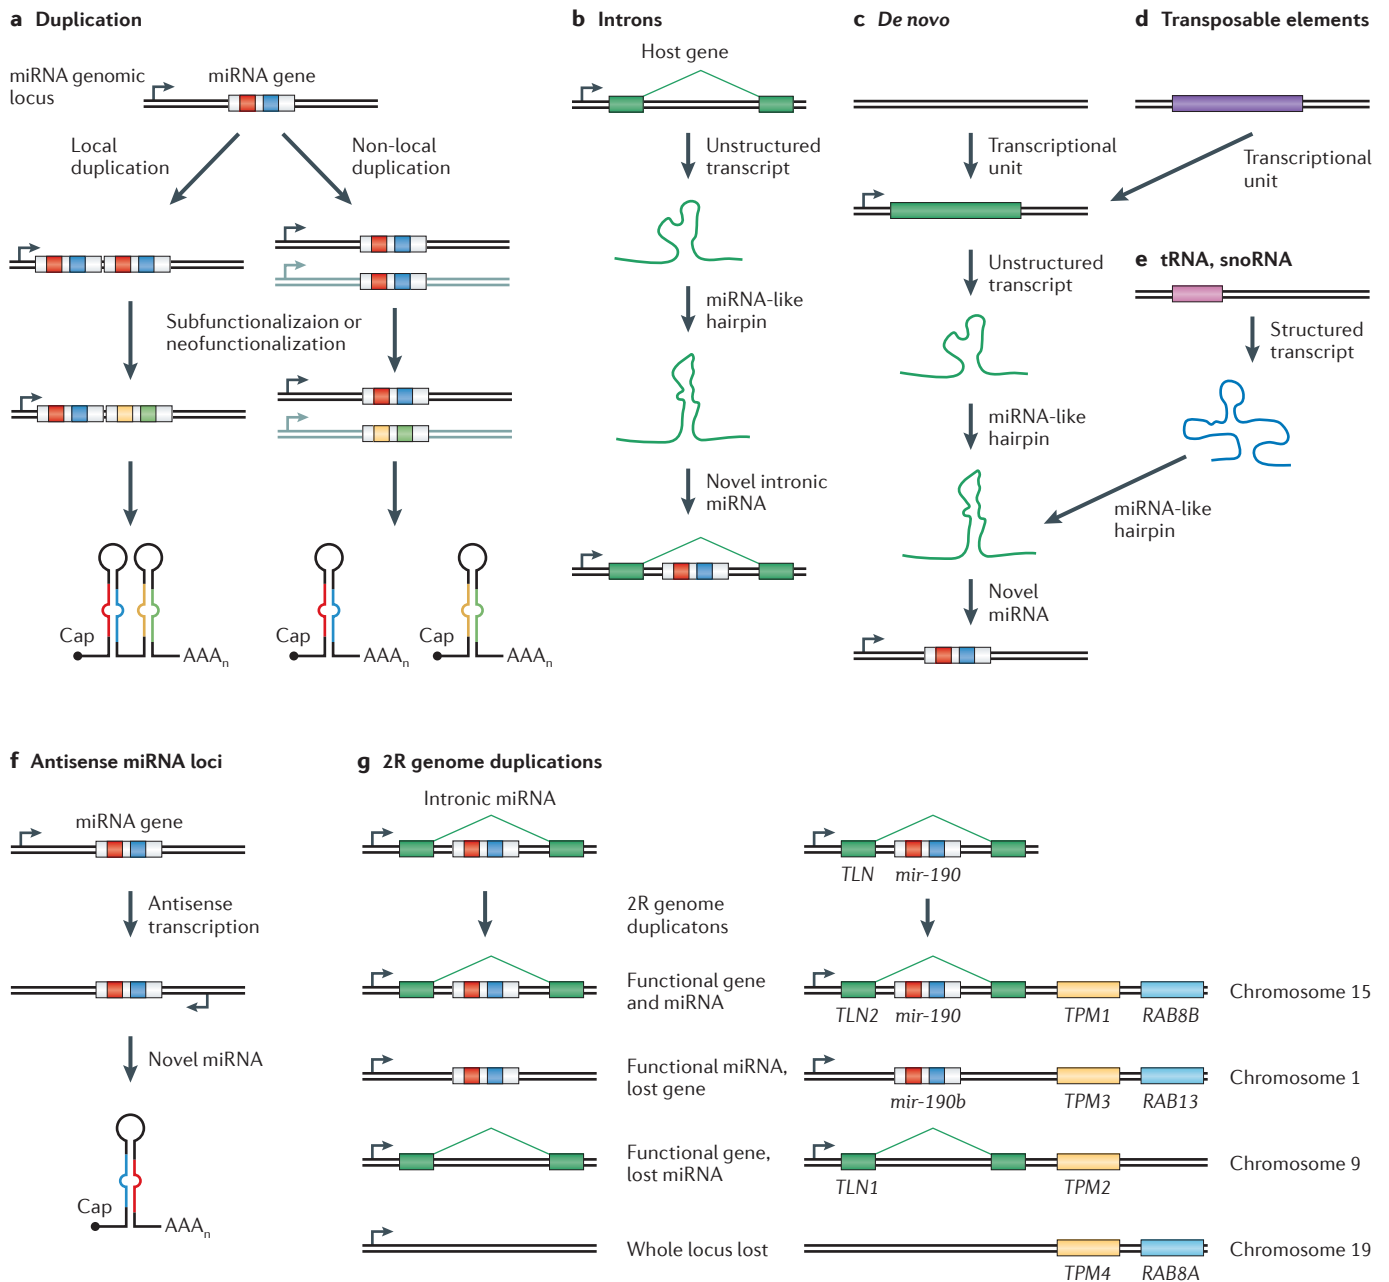 a Duplication
miRNA genomic
locus
miRNA gene
Local
duplication
Non-local
duplication
Subfunctionalizaion or
neofunctionalization
Cap
AAAn
Cap
AAAn
Cap
AAAn
b Introns
Host gene
Unstructured
transcript
miRNA-like
hairpin
Novel intronic
miRNA
c De novo
Transcriptional
unit
Unstructured
transcript
miRNA-like
hairpin
Novel
miRNA
d Transposable elements
Transcriptional
unit
e tRNA, snoRNA
Structured
transcript
miRNA-like
hairpin
f Antisense miRNA loci
miRNA gene
Antisense
transcription
Novel miRNA
Cap
AAAn
g 2R genome duplications
Intronic miRNA
TLN mir-190
2R genome
duplicatons
Functional gene
and miRNA
TLN2 mir-190 TPM1 RAB8B
Chromosome 15
Functional miRNA,
lost gene
mir-190b TPM3 RAB13
Chromosome 1
Functional gene,
lost miRNA
TLN1 TPM2
Chromosome 9
Whole locus lost
TPM4 RAB8A
Chromosome 19